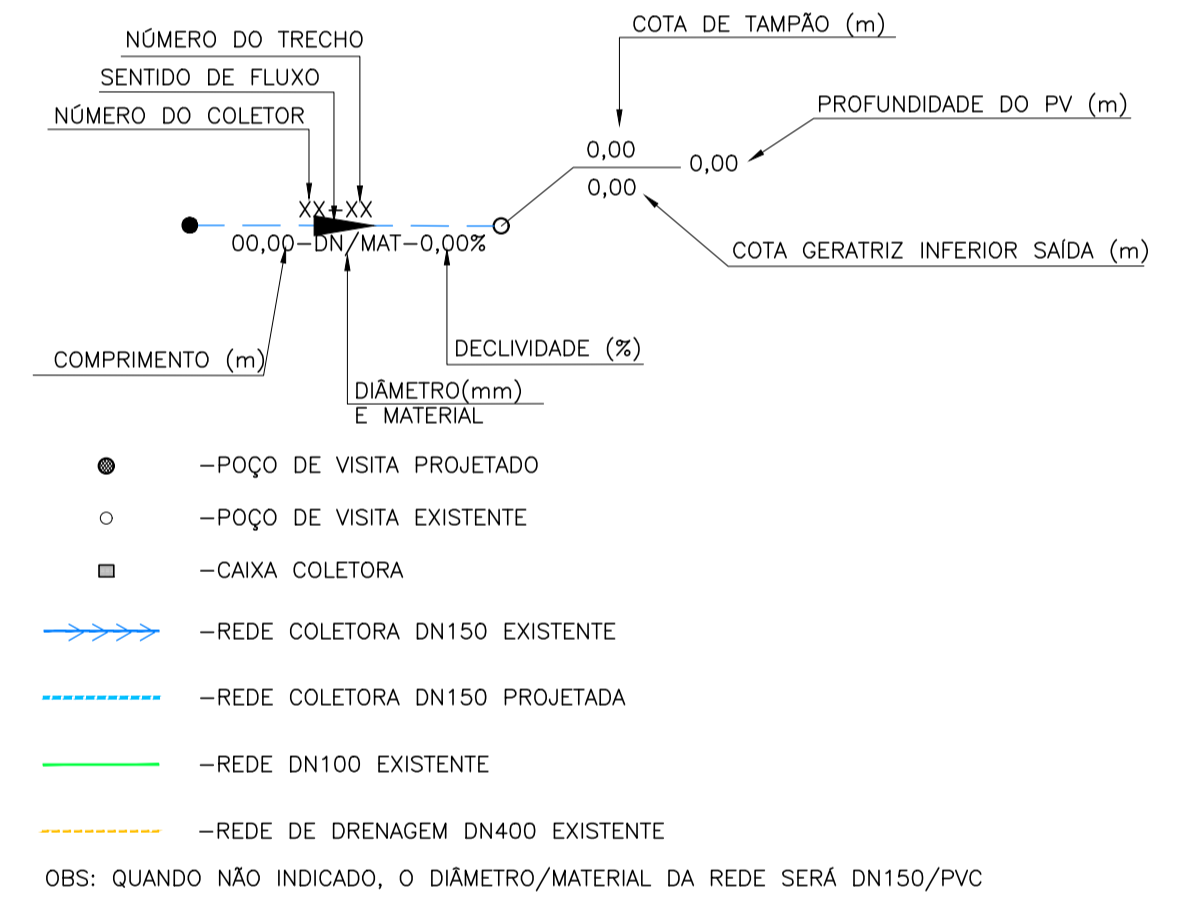 COTA DE TAMPÃO (m)
NÚMERO DO TRECHO
SENTIDO DE FLUXO
NÚMERO DO COLETOR
PROFUNDIDADE DO PV (m)
0,00
0,00
0,00
XX-XX
00,00-DN/MAT-0,00%
COTA GERATRIZ INFERIOR SAÍDA (m)
COMPRIMENTO (m)
DECLIVIDADE (%)
DIÂMETRO(mm)
E MATERIAL
-POÇO DE VISITA PROJETADO
-POÇO DE VISITA EXISTENTE
-CAIXA COLETORA
-REDE COLETORA DN150 EXISTENTE
-REDE COLETORA DN150 PROJETADA
-REDE DN100 EXISTENTE
-REDE DE DRENAGEM DN400 EXISTENTE
OBS: QUANDO NÃO INDICADO, O DIÂMETRO/MATERIAL DA REDE SERÁ DN150/PVC